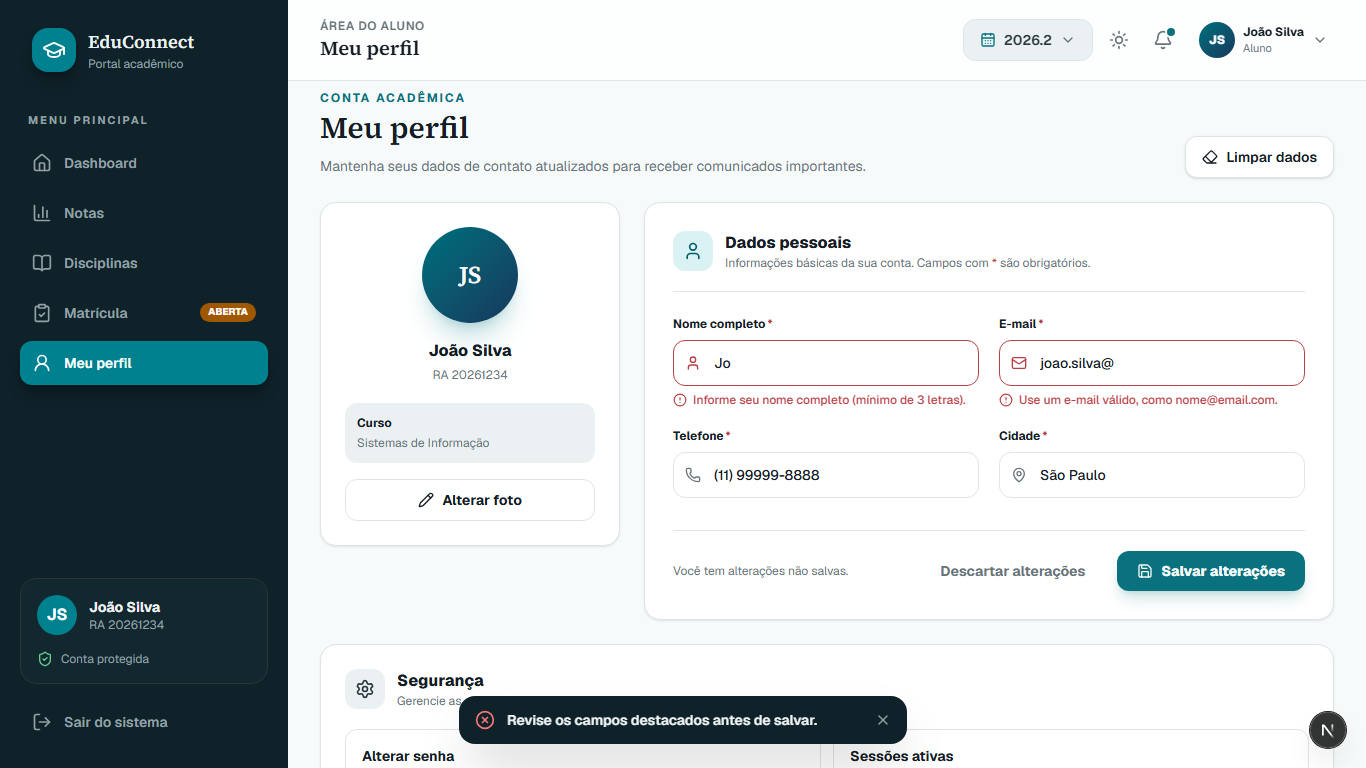 EduConnect
Portal acadêmico
MENU PRINCIPAL
Dashboard
Notas
Disciplinas
Matrícula
ABERTA
Meu perfil
JS
João Silva
RA 20261234
Conta protegida
Sair do sistema
ÁREA DO ALUNO
Meu perfil
2026.2
JS
João Silva
Aluno
CONTA ACADÊMICA
Meu perfil
Mantenha seus dados de contato atualizados para receber comunicados importantes.
Limpar dados
JS
João Silva
RA 20261234
Curso
Sistemas de Informação
Alterar foto
Dados pessoais
Informações básicas da sua conta. Campos com * são obrigatórios.
Nome completo *
Jo
Informe seu nome completo (mínimo de 3 letras).
E-mail *
joao.silva@
Use um e-mail válido, como nome@email.com.
Telefone *
(11) 99999-8888
Cidade *
São Paulo
Você tem alterações não salvas.
Descartar alterações
Salvar alterações
Segurança
Gerencie as
Revise os campos destacados antes de salvar.
Alterar senha
Sessões ativas
N